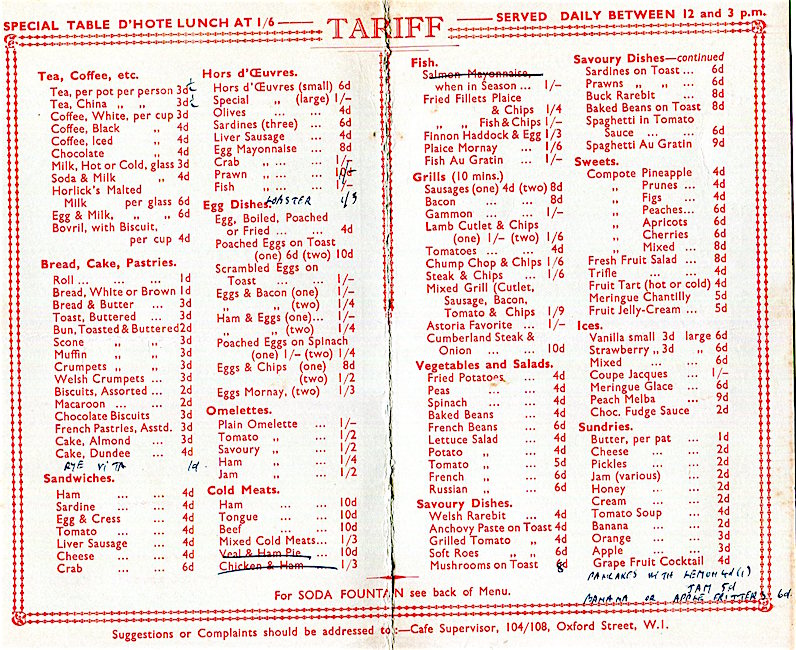 SPECIAL TABLE D'HOTE LUNCH AT 1/6
TARIFF
SERVED DAILY BETWEEN 12 and 3 p.m.
Tea, Coffee, etc.
Tea, per pot per person 3d
Tea, China „ „ 3d
Coffee, White, per cup 3d
Coffee, Black „ 4d
Coffee, Iced „ 4d
Chocolate „ 4d
Milk, Hot or Cold, glass 3d
Soda & Milk „ 4d
Horlick's Malted
Milk per glass 6d
Egg & Milk, „ „ 6d
Bovril, with Biscuit,
per cup 4d
Bread, Cake, Pastries.
Roll ... ... ... 1d
Bread, White or Brown 1d
Bread & Butter ... 3d
Toast, Buttered ... 3d
Bun, Toasted & Buttered 2d
Scone „ „ 3d
Muffin „ „ 3d
Crumpets „ „ 3d
Welsh Crumpets ... 3d
Biscuits, Assorted ... 2d
Macaroon ... ... 2d
Chocolate Biscuits 3d
French Pastries, Asstd. 3d
Cake, Almond ... 3d
Cake, Dundee ... 4d
RYE VITA 1d.
Sandwiches.
Ham ... ... 4d
Sardine ... ... 4d
Egg & Cress ... 4d
Tomato ... ... 4d
Liver Sausage ... 4d
Cheese ... ... 4d
Crab ... ... 6d
Hors d'Œuvres.
Hors d'Œuvres (small) 6d
Special „ (large) 1/–
Olives ... ... 4d
Sardines (three) ... 6d
Liver Sausage ... 4d
Egg Mayonnaise ... 8d
Crab „ ... ... 1/–
Prawn „ ... ... 10d
Fish „ ... ... 1/–
LOBSTER 1/3
Egg Dishes.
Egg, Boiled, Poached
or Fried ... ... 4d
Poached Eggs on Toast
(one) 6d (two) 10d
Scrambled Eggs on
Toast ... ... 1/–
Eggs & Bacon (one) 1/–
„ „ (two) 1/4
Ham & Eggs (one)... 1/–
„ „ (two) 1/4
Poached Eggs on Spinach
(one) 1/– (two) 1/4
Eggs & Chips (one) 8d
(two) 1/2
Eggs Mornay, (two) 1/3
Omelettes.
Plain Omelette ... 1/–
Tomato „ ... 1/2
Savoury „ ... 1/2
Ham „ ... 1/4
Jam „ ... 1/2
Cold Meats.
Ham ... ... 10d
Tongue ... ... 10d
Beef ... ... 10d
Mixed Cold Meats... 1/3
Veal & Ham Pie ... 10d
Chicken & Ham 1/3
Fish.
Salmon Mayonnaise,
when in Season ... 1/–
Fried Fillets Plaice
& Chips 1/4
„ „ Fish & Chips 1/–
Finnon Haddock & Egg 1/3
Plaice Mornay ... 1/6
Fish Au Gratin ... 1/–
Grills (10 mins.)
Sausages (one) 4d (two) 8d
Bacon ... ... 8d
Gammon ... ... 1/–
Lamb Cutlet & Chips
(one) 1/– (two) 1/6
Tomatoes ... ... 4d
Chump Chop & Chips 1/6
Steak & Chips ... 1/6
Mixed Grill (Cutlet,
Sausage, Bacon,
Tomato & Chips 1/9
Astoria Favorite ... 1/–
Cumberland Steak &
Onion ... ... 10d
Vegetables and Salads.
Fried Potatoes ... 4d
Peas ... ... 4d
Spinach ... ... 4d
Baked Beans ... 4d
French Beans ... 6d
Lettuce Salad ... 4d
Potato „ ... 4d
Tomato „ ... 5d
French „ ... 6d
Russian „ ... 6d
Savoury Dishes.
Welsh Rarebit ... 4d
Anchovy Paste on Toast 4d
Grilled Tomato „ 4d
Soft Roes „ „ 6d
Mushrooms on Toast 8
Savoury Dishes—continued
Sardines on Toast ... 6d
Prawns „ „ ... 6d
Buck Rarebit ... 8d
Baked Beans on Toast 8d
Spaghetti in Tomato
Sauce ... ... 6d
Spaghetti Au Gratin 9d
Sweets.
Compote Pineapple 4d
„ Prunes ... 4d
„ Figs ... 4d
„ Peaches... 6d
„ Apricots 6d
„ Cherries 6d
„ Mixed ... 8d
Fresh Fruit Salad ... 8d
Trifle ... ... 4d
Fruit Tart (hot or cold) 4d
Meringue Chantilly 5d
Fruit Jelly-Cream ... 5d
Ices.
Vanilla small 3d large 6d
Strawberry „ 3d „ 6d
Mixed ... ... 6d
Coupe Jacques ... 1/–
Meringue Glace ... 6d
Peach Melba ... 9d
Choc. Fudge Sauce 2d
Sundries.
Butter, per pat ... 1d
Cheese ... ... 2d
Pickles ... ... 2d
Jam (various) ... 2d
Honey ... ... 2d
Cream ... ... 2d
Tomato Soup ... 4d
Banana ... ... 2d
Orange ... ... 3d
Apple ... ... 3d
Grape Fruit Cocktail 4d
PANCAKES WITH LEMON 4d (1)
JAM 5d
BANANA OR APPLE FRITTERS 6d.
For SODA FOUNTAIN see back of Menu.
Suggestions or Complaints should be addressed to:—Cafe Supervisor, 104/108, Oxford Street, W.1.